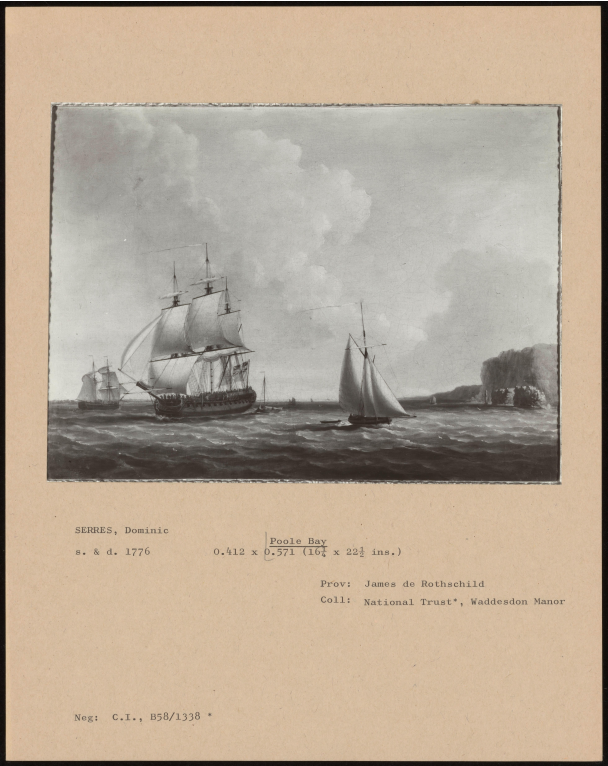 SERRES, Dominic
Poole Bay
s. & d. 1776 0.412 x 0.571 (16¼ x 22½ ins.)
Prov: James de Rothschild
Coll: National Trust*, Waddesdon Manor
Neg: C.I., B58/1338 *